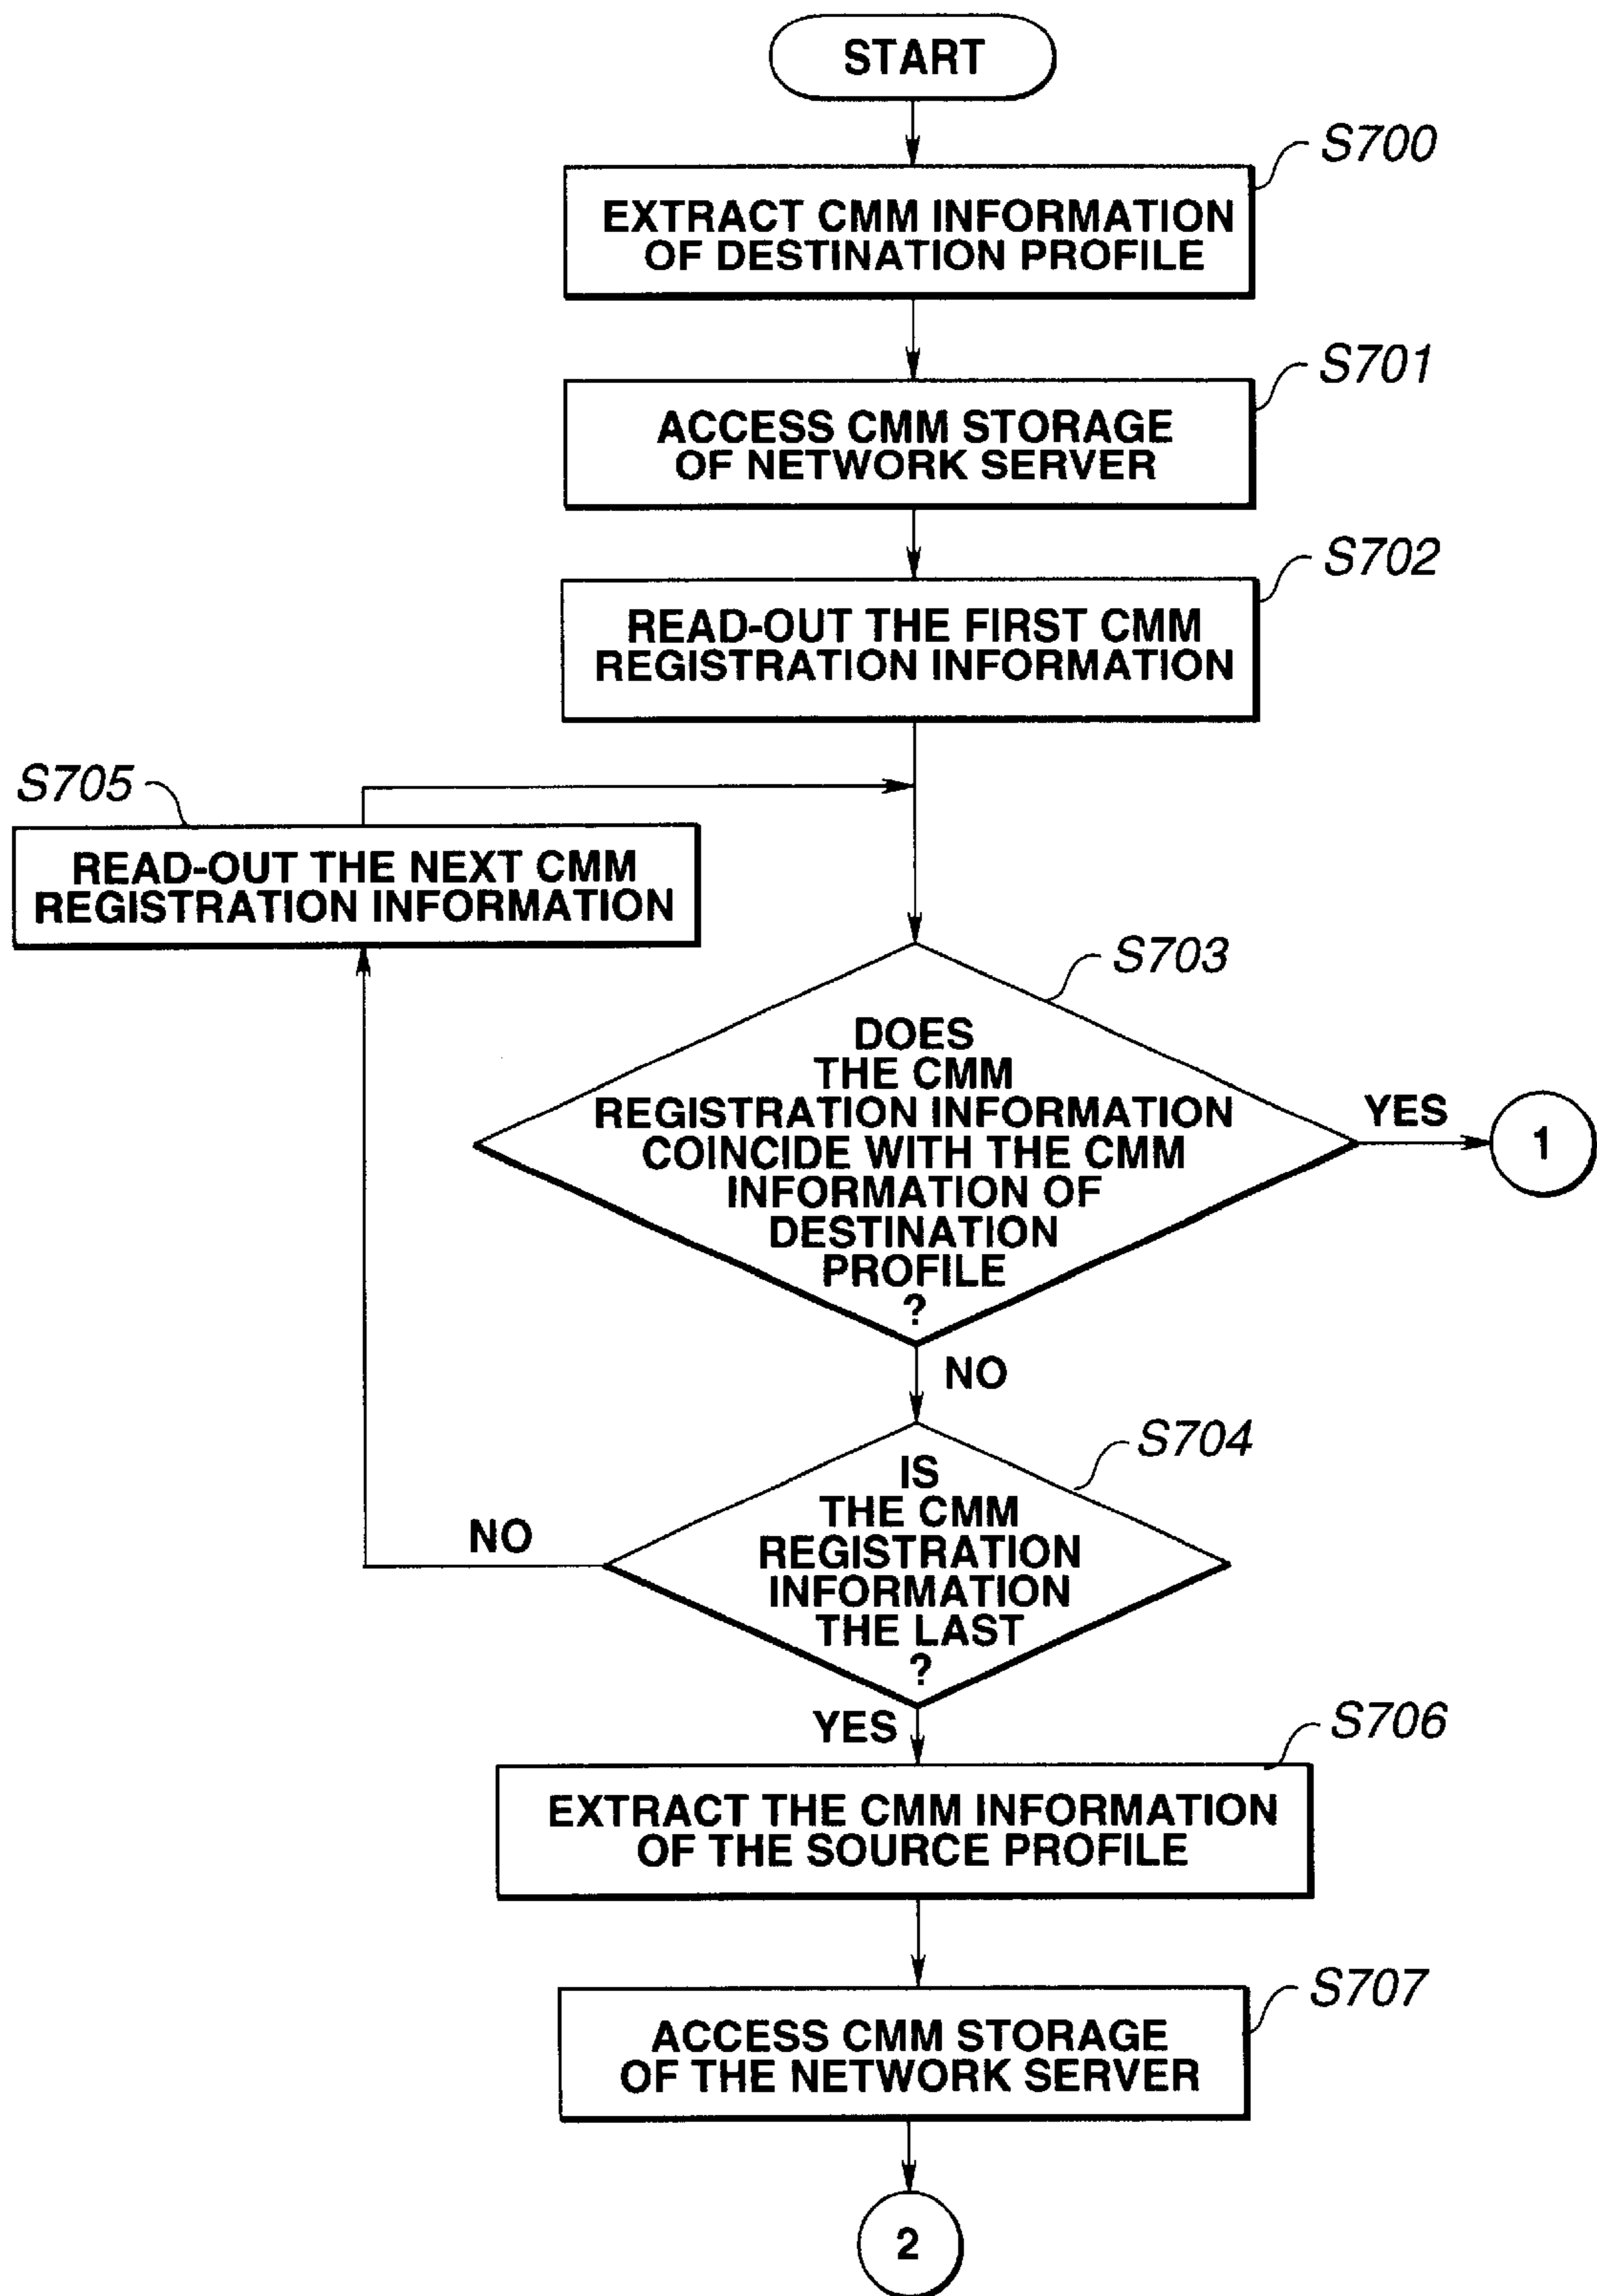 START
S700
EXTRACT CMM INFORMATION
OF DESTINATION PROFILE
S701
ACCESS CMM STORAGE
OF NETWORK SERVER
S702
READ-OUT THE FIRST CMM
REGISTRATION INFORMATION
S705
READ-OUT THE NEXT CMM
REGISTRATION INFORMATION
S703
DOES
THE CMM
REGISTRATION INFORMATION
COINCIDE WITH THE CMM
INFORMATION OF
DESTINATION
PROFILE
?
YES
1
NO
S704
IS
THE CMM
REGISTRATION
INFORMATION
THE LAST
?
NO
YES
S706
EXTRACT THE CMM INFORMATION
OF THE SOURCE PROFILE
S707
ACCESS CMM STORAGE
OF THE NETWORK SERVER
2